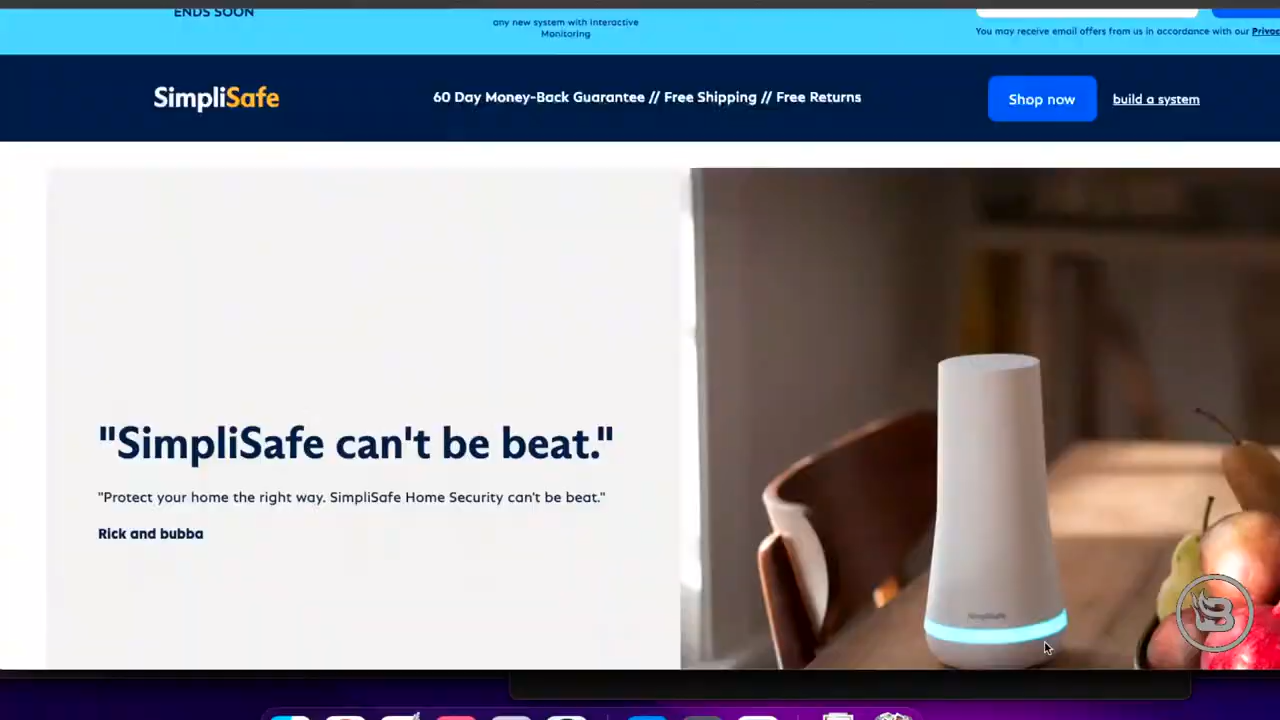 ENDS SOON
any new system with Interactive
Monitoring
You may receive email offers from us in accordance with our Privac
SimpliSafe
60 Day Money-Back Guarantee // Free Shipping // Free Returns
Shop now
build a system
"SimpliSafe can't be beat."
"Protect your home the right way. SimpliSafe Home Security can't be beat."
Rick and bubba
SimpliSafe
B